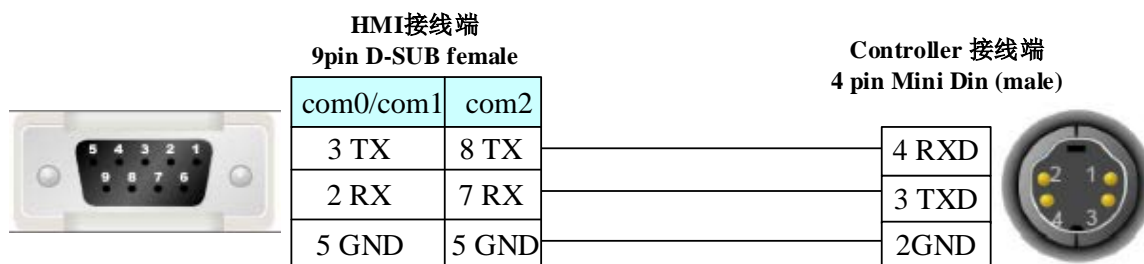 HMI接线端
9pin D-SUB female
Controller 接线端
4 pin Mini Din (male)
com0/com1 com2
3 TX 8 TX 4 RXD
2 RX 7 RX 3 TXD
5 GND 5 GND 2GND
5 4 3 2 1
9 8 7 6
2 1
4 3